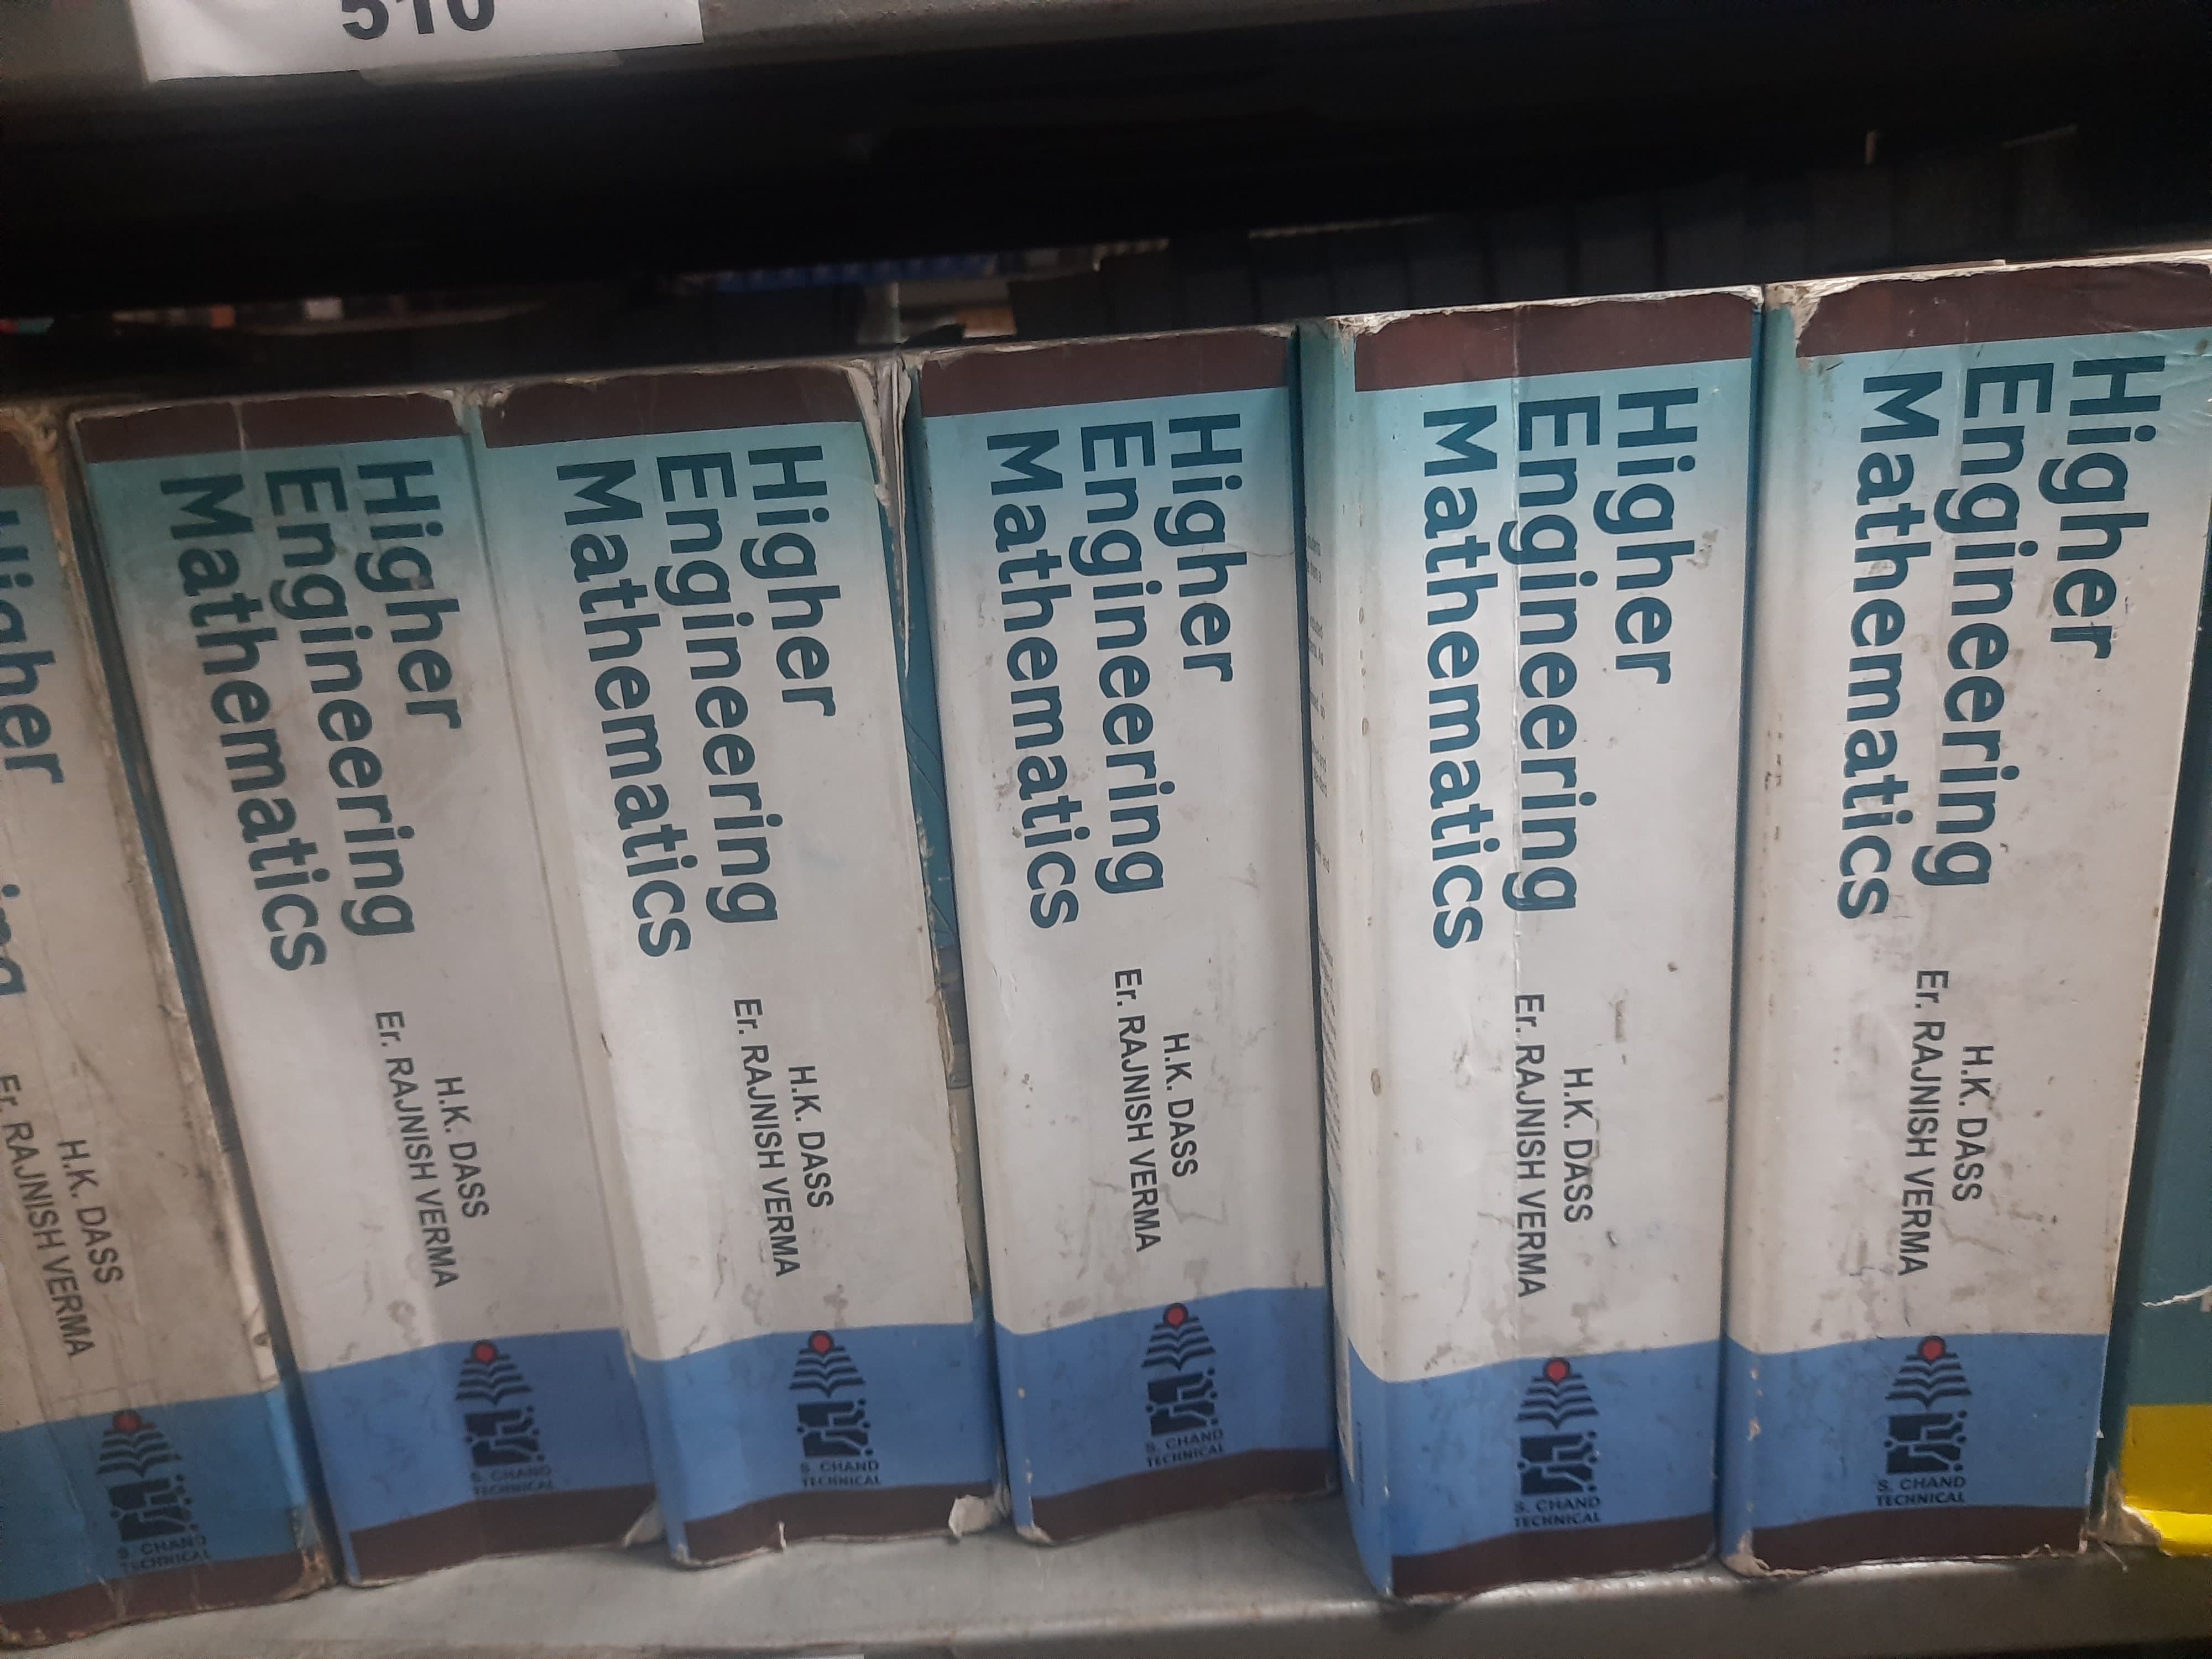 510
Higher
Er. RAJNISH VERMA
H.K. DASS
S. CHAND
TECHNICAL
Higher
Engineering
Mathematics
H.K. DASS
Er. RAJNISH VERMA
S. CHAND
TECHNICAL
Higher
Engineering
Mathematics
H.K. DASS
Er. RAJNISH VERMA
S. CHAND
TECHNICAL
Higher
Engineering
Mathematics
H.K. DASS
Er. RAJNISH VERMA
S. CHAND
TECHNICAL
Higher
Engineering
Mathematics
H.K. DASS
Er. RAJNISH VERMA
S. CHAND
TECHNICAL
Higher
Engineering
Mathematics
H.K. DASS
Er. RAJNISH VERMA
S. CHAND
TECHNICAL